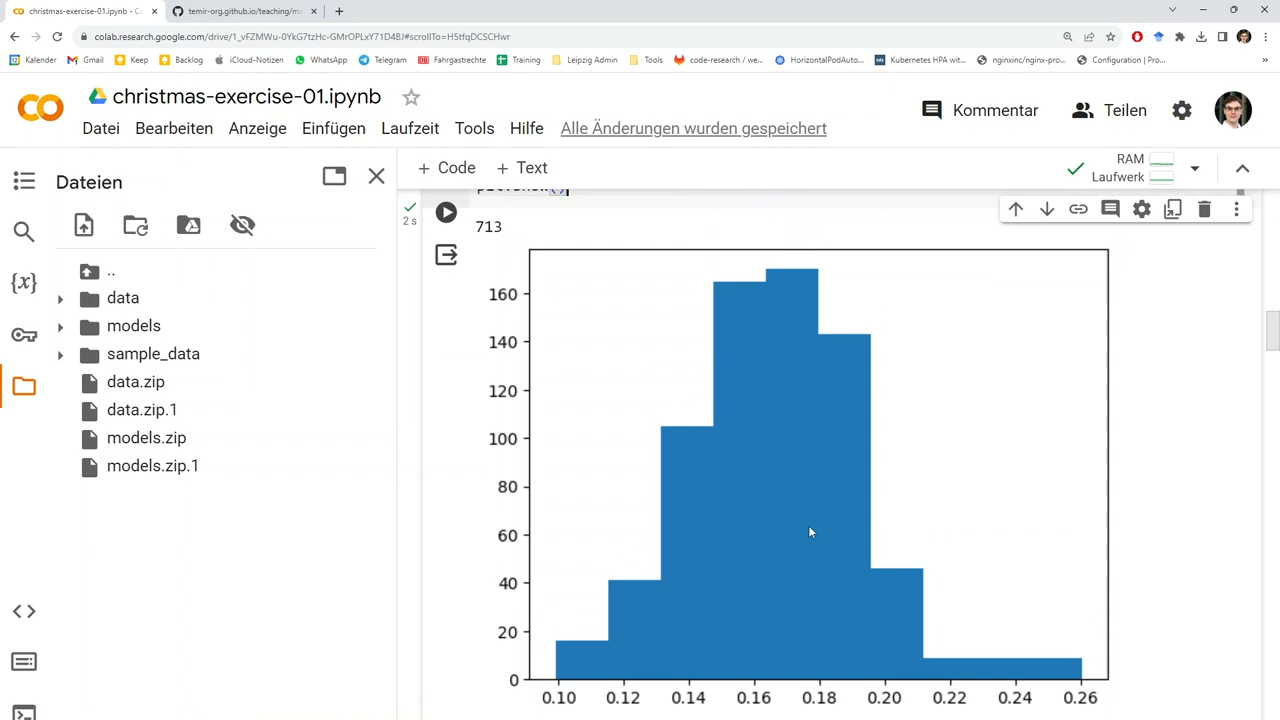 christmas-exercise-01.ipynb - Co
temir-org.github.io/teaching/ma
colab.research.google.com/drive/1_vFZMWu-0YkG7tzHc-GMrOPLxY71D4BJ#scrollTo=H5tfqDCSCHwr
Kalender Gmail Keep Backlog iCloud-Notizen WhatsApp Telegram Fahrgastrechte Training Leipzig Admin Tools code-research / we... HorizontalPodAuto... Kubernetes HPA wit... nginxinc/nginx-pro... Configuration | Pro...
christmas-exercise-01.ipynb
Datei Bearbeiten Anzeige Einfügen Laufzeit Tools Hilfe Alle Änderungen wurden gespeichert
Kommentar Teilen
Dateien
+ Code + Text
RAM
Laufwerk
..
data
models
sample_data
data.zip
data.zip.1
models.zip
models.zip.1
2 s
713
160
140
120
100
80
60
40
20
0
0.10 0.12 0.14 0.16 0.18 0.20 0.22 0.24 0.26